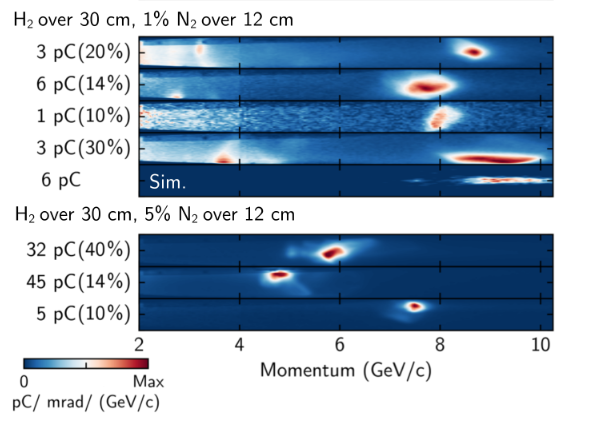 H₂ over 30 cm, 1% N₂ over 12 cm
3 pC(20%)
6 pC(14%)
1 pC(10%)
3 pC(30%)
6 pC
Sim.
H₂ over 30 cm, 5% N₂ over 12 cm
32 pC(40%)
45 pC(14%)
5 pC(10%)
2 4 6 8 10
Momentum (GeV/c)
0 Max
pC/ mrad/ (GeV/c)